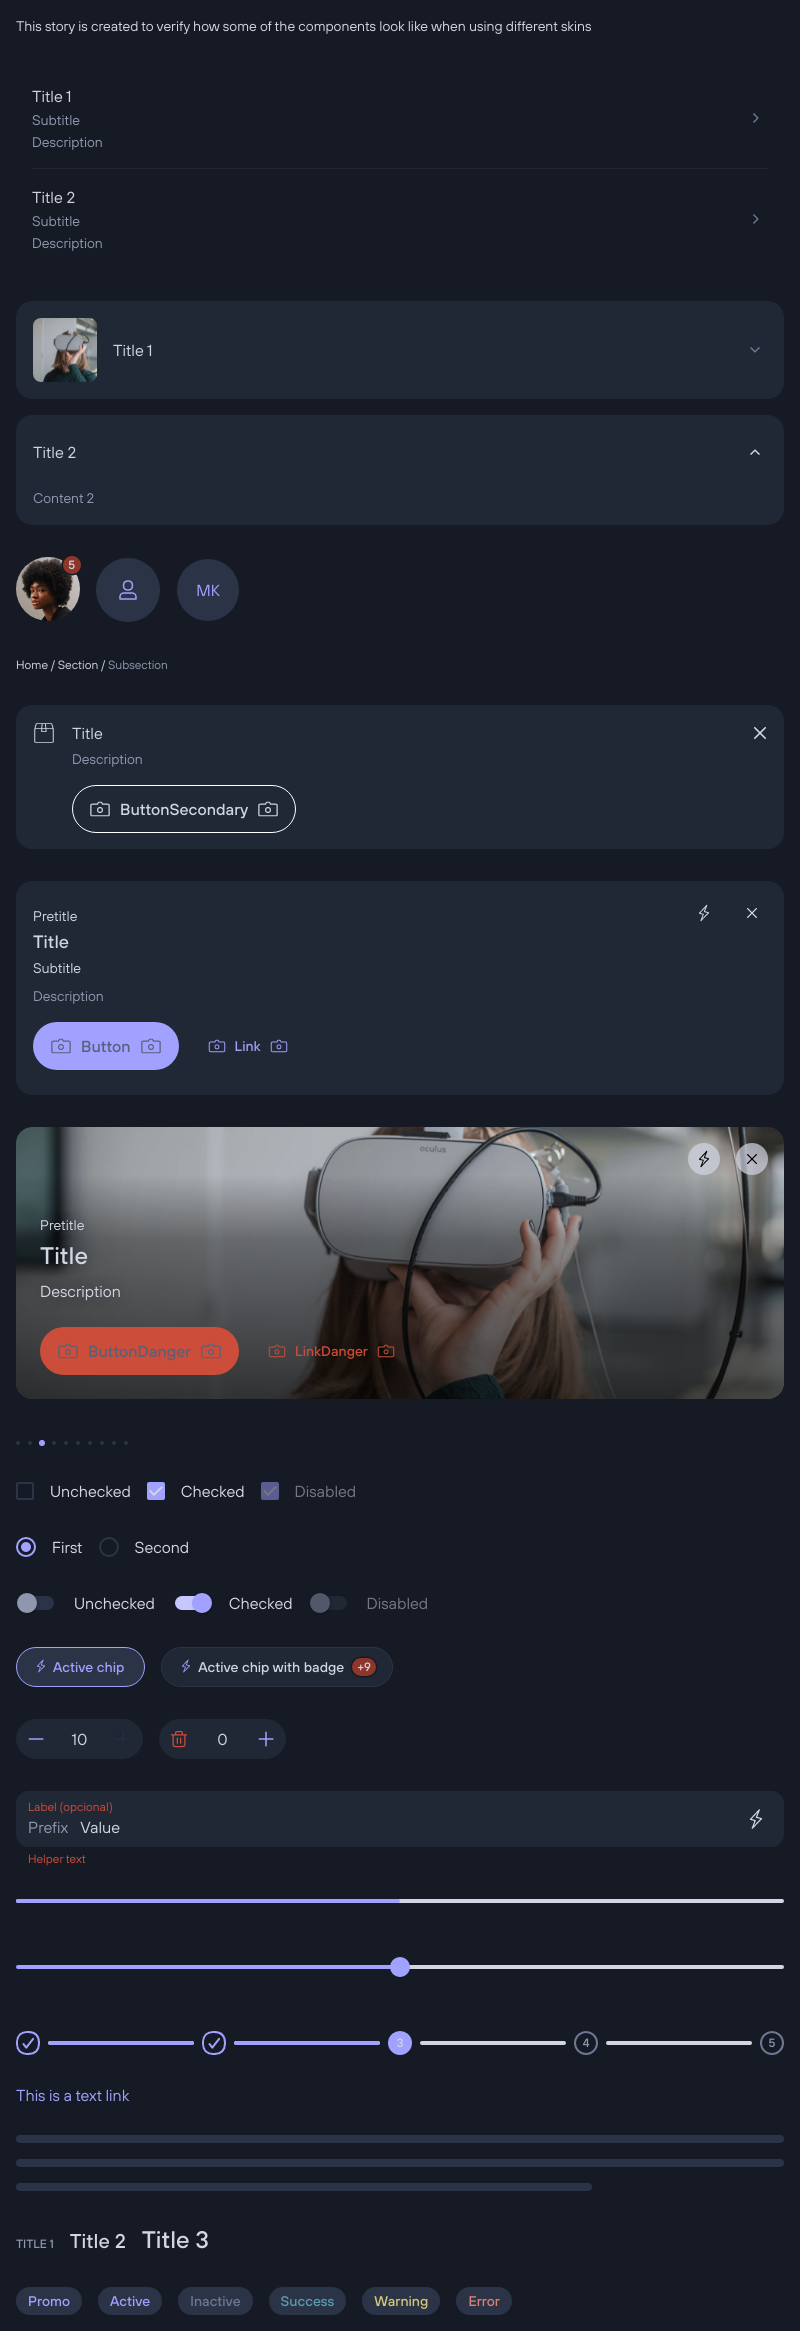 This story is created to verify how some of the components look like when using different skins
Title 1
Subtitle
Description
Title 2
Subtitle
Description
Title 1
Title 2
Content 2
5
MK
Home / Section / Subsection
Title
Description
ButtonSecondary
Pretitle
Title
Subtitle
Description
Button Link
oculus
Pretitle
Title
Description
ButtonDanger LinkDanger
Unchecked Checked Disabled
First Second
Unchecked Checked Disabled
Active chip Active chip with badge +9
10 0
Label (opcional)
Prefix Value
Helper text
3 4 5
This is a text link
TITLE 1 Title 2 Title 3
Promo Active Inactive Success Warning Error